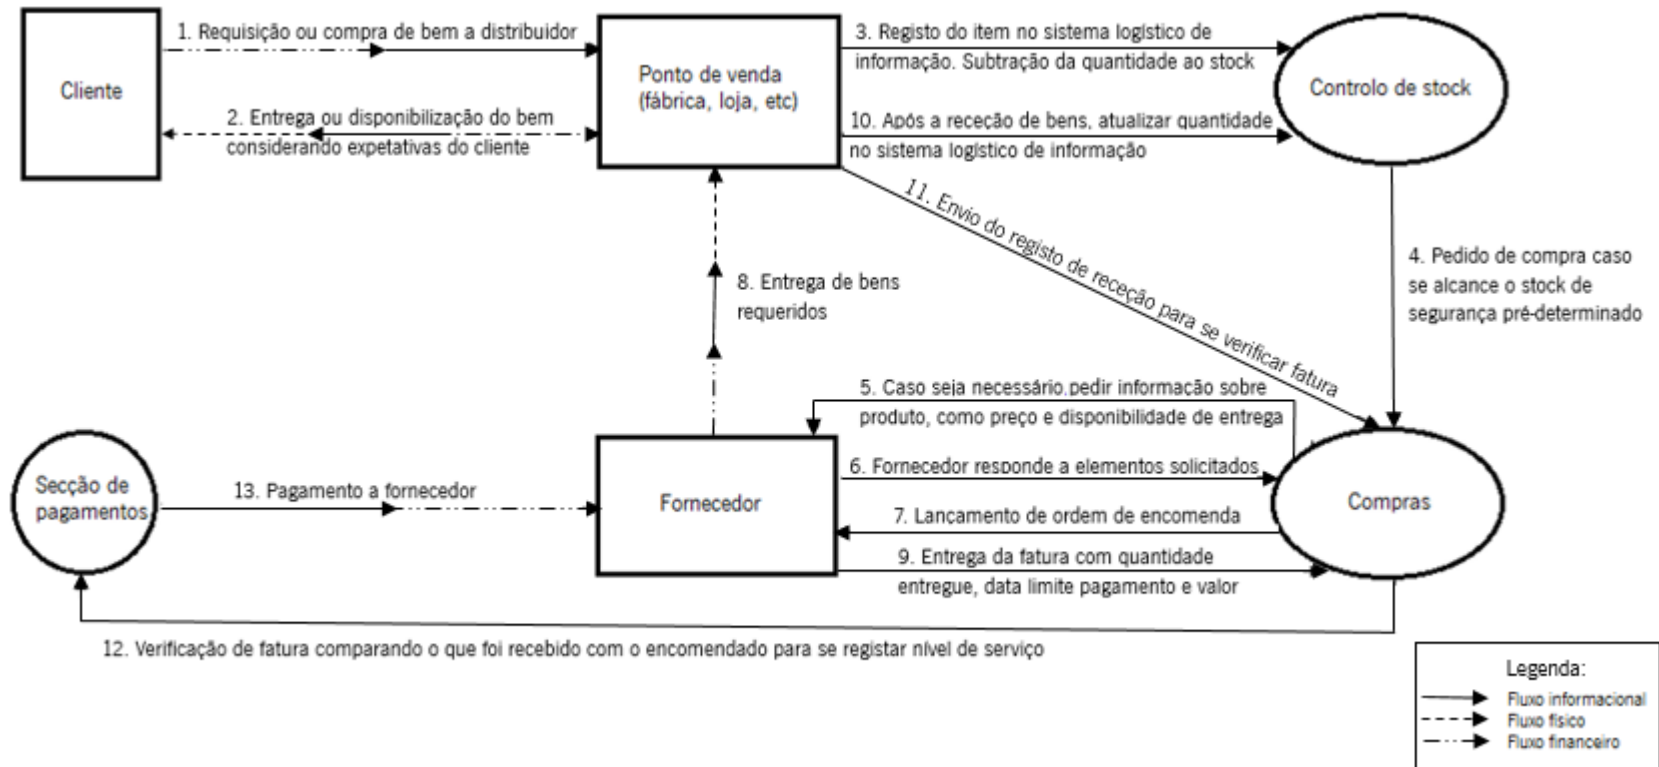 1. Requisição ou compra de bem a distribuidor
Cliente
2. Entrega ou disponibilização do bem
considerando expetativas do cliente
Ponto de venda
(fábrica, loja, etc)
3. Registo do item no sistema logístico de
informação. Subtração da quantidade ao stock
10. Após a receção de bens, atualizar quantidade
no sistema logístico de informação
Controlo de stock
11. Envio do registo de receção para se verificar fatura
4. Pedido de compra caso
se alcance o stock de
segurança pré-determinado
8. Entrega de bens
requeridos
5. Caso seja necessário,pedir informação sobre
produto, como preço e disponibilidade de entrega
6. Fornecedor responde a elementos solicitados
7. Lançamento de ordem de encomenda
9. Entrega da fatura com quantidade
entregue, data limite pagamento e valor
Secção de
pagamentos
13. Pagamento a fornecedor
Fornecedor
Compras
12. Verificação de fatura comparando o que foi recebido com o encomendado para se registar nível de serviço
Legenda:
Fluxo informacional
Fluxo físico
Fluxo financeiro